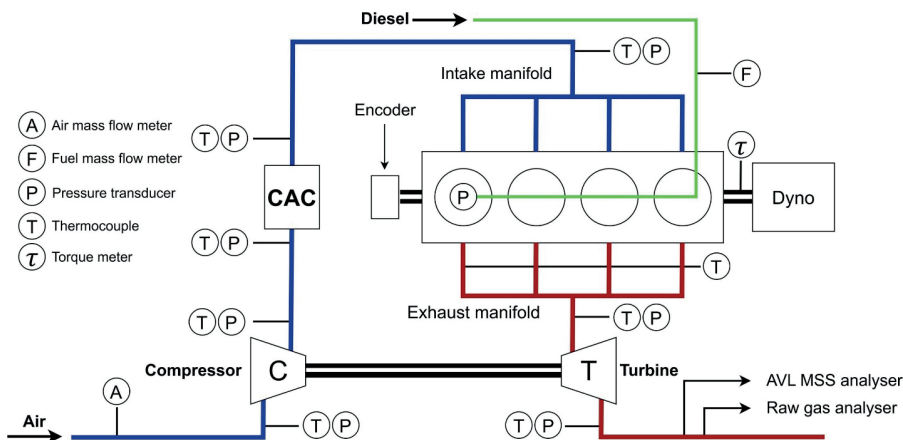 Diesel
T P
Intake manifold
F
Encoder
A Air mass flow meter
F Fuel mass flow meter
P Pressure transducer
T Thermocouple
τ Torque meter
T P
CAC
T P
τ
P
Dyno
T
Exhaust manifold
T P
T P
Compressor
C
T
Turbine
A
Air
T P
T P
AVL MSS analyser
Raw gas analyser